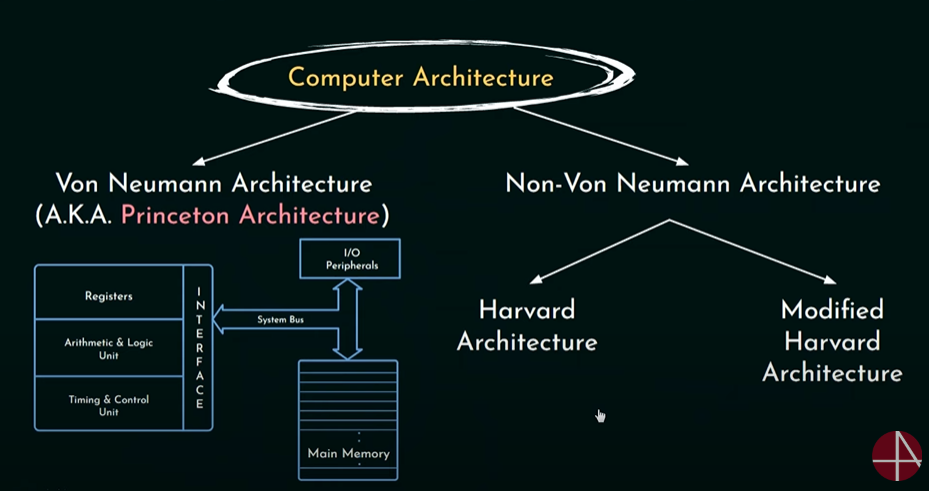 Computer Architecture
Von Neumann Architecture
(A.K.A. Princeton Architecture)
Non-Von Neumann Architecture
I/O
Peripherals
Registers
Arithmetic & Logic
Unit
Timing & Control
Unit
INTERFACE
System Bus
Main Memory
Harvard
Architecture
Modified
Harvard
Architecture